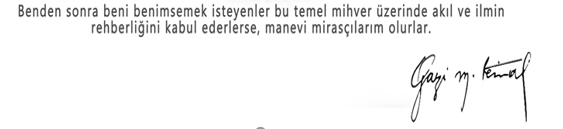 Benden sonra beni benimsemek isteyenler bu temel mihver üzerinde akıl ve ilmin
rehberliğini kabul ederlerse, manevi mirasçılarım olurlar.
Gazi m. Kemal